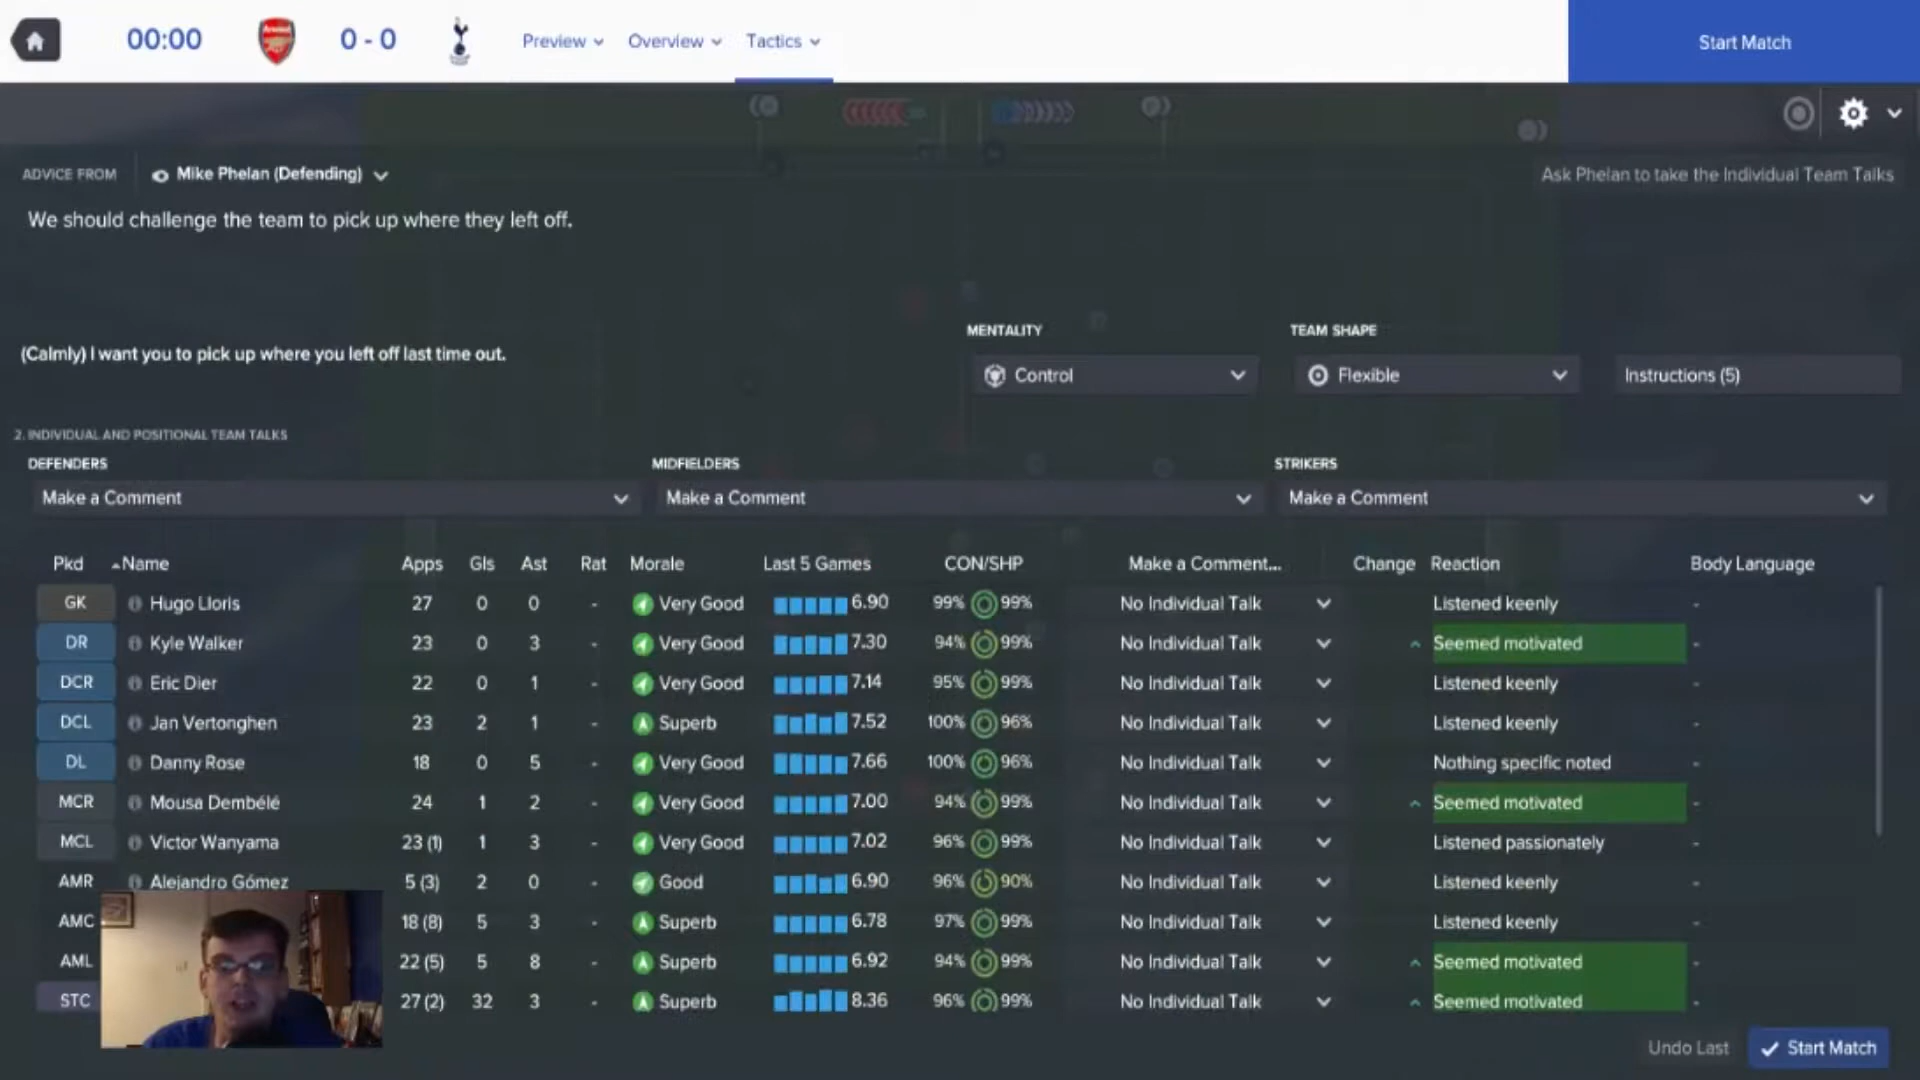 00:00 Arsenal 0 - 0 Preview Overview Tactics Start Match
ADVICE FROM Mike Phelan (Defending) Ask Phelan to take the Individual Team Talks
We should challenge the team to pick up where they left off.
MENTALITY TEAM SHAPE
(Calmly) I want you to pick up where you left off last time out. Control Flexible Instructions (5)
2. INDIVIDUAL AND POSITIONAL TEAM TALKS
DEFENDERS MIDFIELDERS STRIKERS
Make a Comment Make a Comment Make a Comment
Pkd Name Apps Gls Ast Rat Morale Last 5 Games CON/SHP Make a Comment... Change Reaction Body Language
GK Hugo Lloris 27 0 0 - Very Good 6.90 99% 99% No Individual Talk Listened keenly -
DR Kyle Walker 23 0 3 - Very Good 7.30 94% 99% No Individual Talk Seemed motivated -
DCR Eric Dier 22 0 1 - Very Good 7.14 95% 99% No Individual Talk Listened keenly -
DCL Jan Vertonghen 23 2 1 - Superb 7.52 100% 96% No Individual Talk Listened keenly -
DL Danny Rose 18 0 5 - Very Good 7.66 100% 96% No Individual Talk Nothing specific noted -
MCR Mousa Dembélé 24 1 2 - Very Good 7.00 94% 99% No Individual Talk Seemed motivated -
MCL Victor Wanyama 23 (1) 1 3 - Very Good 7.02 96% 99% No Individual Talk Listened passionately -
AMR Alejandro Gómez 5 (3) 2 0 - Good 6.90 96% 90% No Individual Talk Listened keenly -
AMC 18 (8) 5 3 - Superb 6.78 97% 99% No Individual Talk Listened keenly -
AML 22 (5) 5 8 - Superb 6.92 94% 99% No Individual Talk Seemed motivated -
STC 27 (2) 32 3 - Superb 8.36 96% 99% No Individual Talk Seemed motivated -
Undo Last Start Match